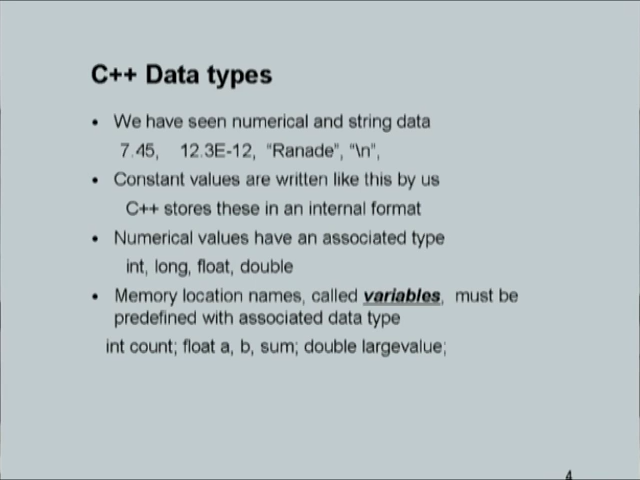 C++ Data types
• We have seen numerical and string data
7.45, 12.3E-12, "Ranade", "\n",
• Constant values are written like this by us
C++ stores these in an internal format
• Numerical values have an associated type
int, long, float, double
• Memory location names, called variables, must be
predefined with associated data type
int count; float a, b, sum; double largevalue;
4